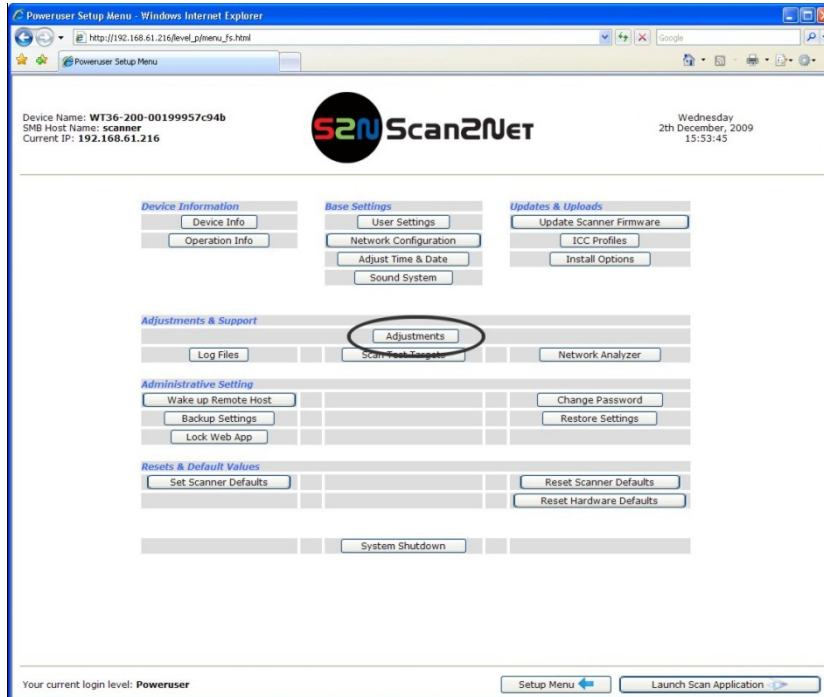 Poweruser Setup Menu - Windows Internet Explorer
http://192.168.61.216/level_p/menu_fs.html
Google
Poweruser Setup Menu
Device Name: WT36-200-00199957c94b
SMB Host Name: scanner
Current IP: 192.168.61.216
S2N Scan2Net
Wednesday
2th December, 2009
15:53:45
Device Information Base Settings Updates & Uploads
Device Info User Settings Update Scanner Firmware
Operation Info Network Configuration ICC Profiles
Adjust Time & Date Install Options
Sound System
Adjustments & Support
Adjustments
Log Files Scan Test Targets Network Analyzer
Administrative Setting
Wake up Remote Host Change Password
Backup Settings Restore Settings
Lock Web App
Resets & Default Values
Set Scanner Defaults Reset Scanner Defaults
Reset Hardware Defaults
System Shutdown
Your current login level: Poweruser Setup Menu Launch Scan Application